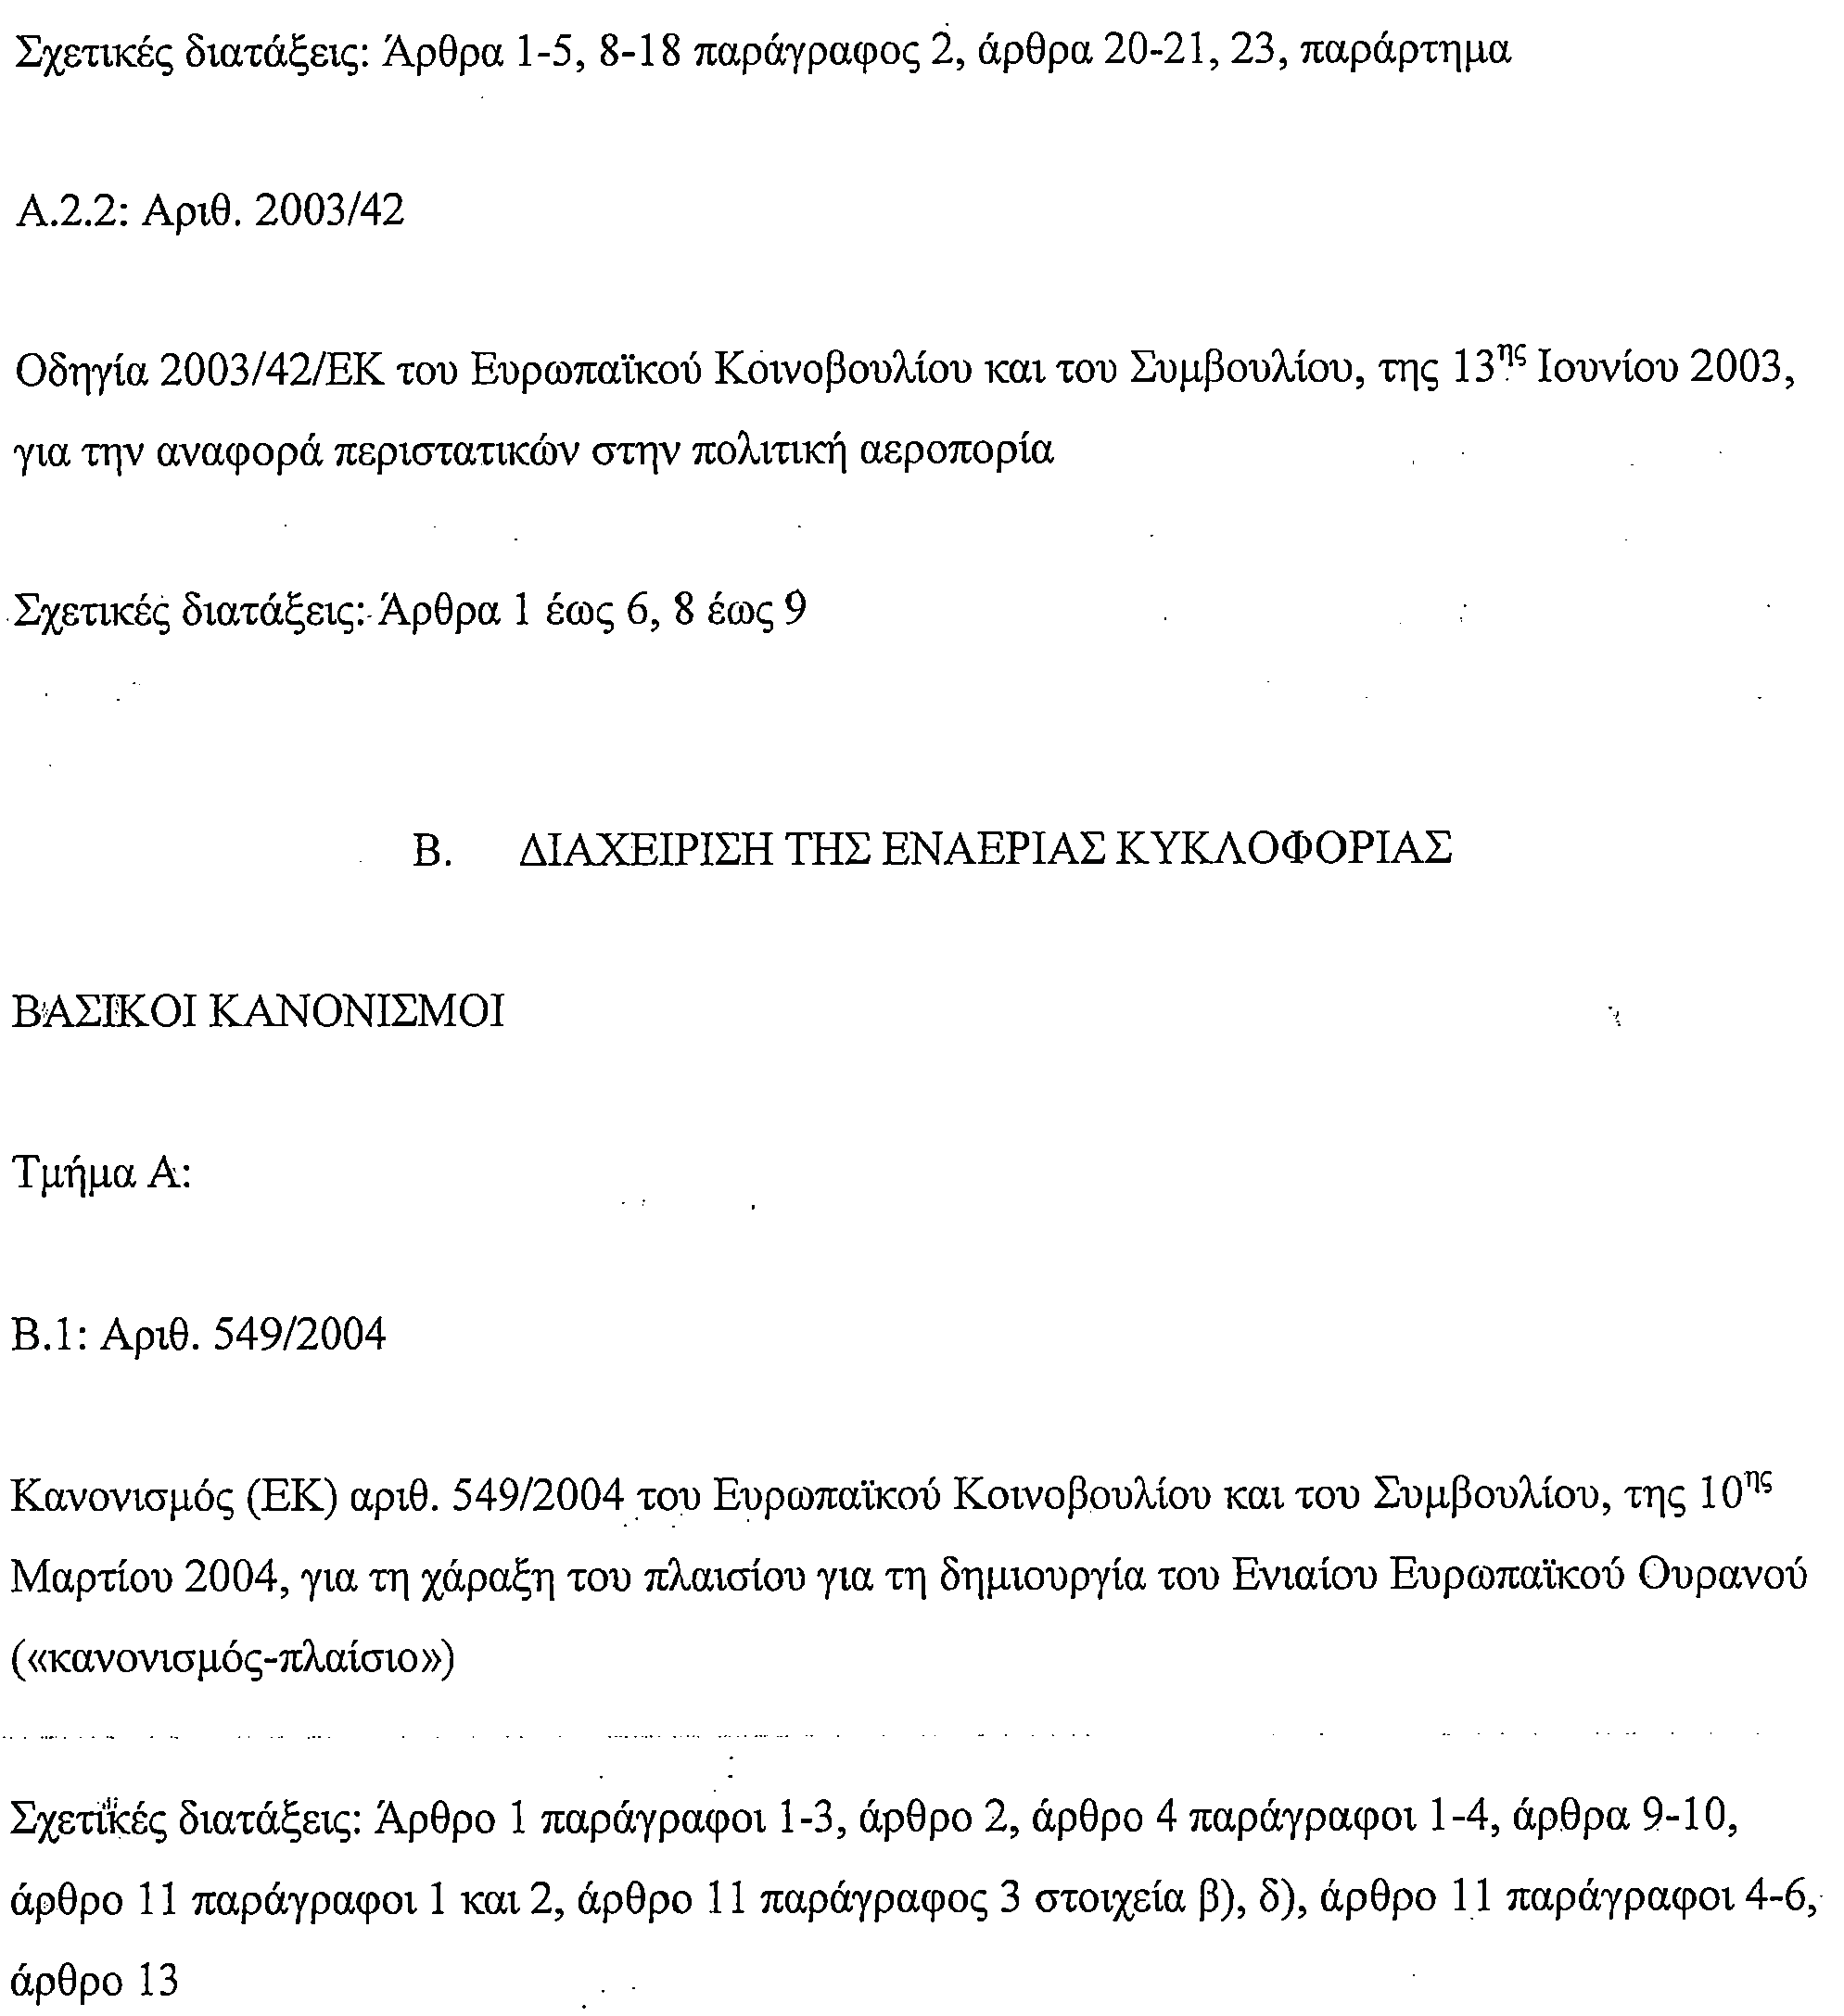 Σχετικές διατάξεις: Άρθρα 1-5, 8-18 παράγραφος 2, άρθρα 20-21, 23, παράρτημα
Α.2.2: Αριθ. 2003/42
Οδηγία 2003/42/ΕΚ του Ευρωπαϊκού Κοινοβουλίου και του Συμβουλίου, της 13ης Ιουνίου 2003,
για την αναφορά περιστατικών στην πολιτική αεροπορία
Σχετικές διατάξεις: Άρθρα 1 έως 6, 8 έως 9
Β. ΔΙΑΧΕΙΡΙΣΗ ΤΗΣ ΕΝΑΕΡΙΑΣ ΚΥΚΛΟΦΟΡΙΑΣ
ΒΑΣΙΚΟΙ ΚΑΝΟΝΙΣΜΟΙ
Τμήμα Α:
Β.1: Αριθ. 549/2004
Κανονισμός (ΕΚ) αριθ. 549/2004 του Ευρωπαϊκού Κοινοβουλίου και του Συμβουλίου, της 10ης
Μαρτίου 2004, για τη χάραξη του πλαισίου για τη δημιουργία του Ενιαίου Ευρωπαϊκού Ουρανού
(«κανονισμός-πλαίσιο»)
Σχετικές διατάξεις: Άρθρο 1 παράγραφοι 1-3, άρθρο 2, άρθρο 4 παράγραφοι 1-4, άρθρα 9-10,
άρθρο 11 παράγραφοι 1 και 2, άρθρο 11 παράγραφος 3 στοιχεία β), δ), άρθρο 11 παράγραφοι 4-6,
άρθρο 13